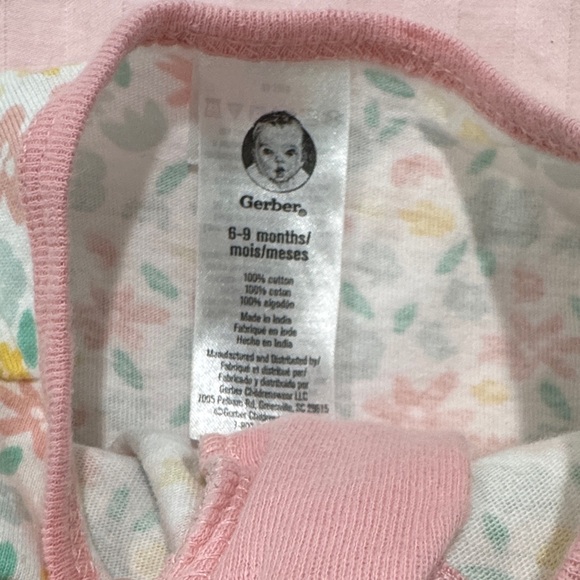 Gerber®
6-9 months/
mois/meses
100% cotton
100% coton
100% algodón
Made in India
Fabriqué en Inde
Hecho en India
Manufactured and Distributed by/
Fabriqué et distribué par/
Fabricado y distribuido por
Gerber Childrenswear LLC
7005 Pelham Rd, Greenville, SC 29615
©Gerber